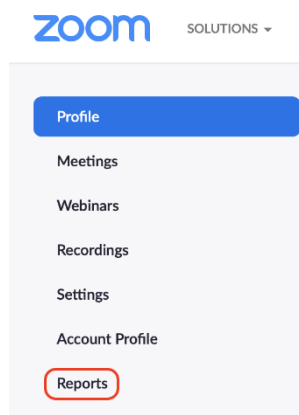 zoom SOLUTIONS
Profile
Meetings
Webinars
Recordings
Settings
Account Profile
Reports